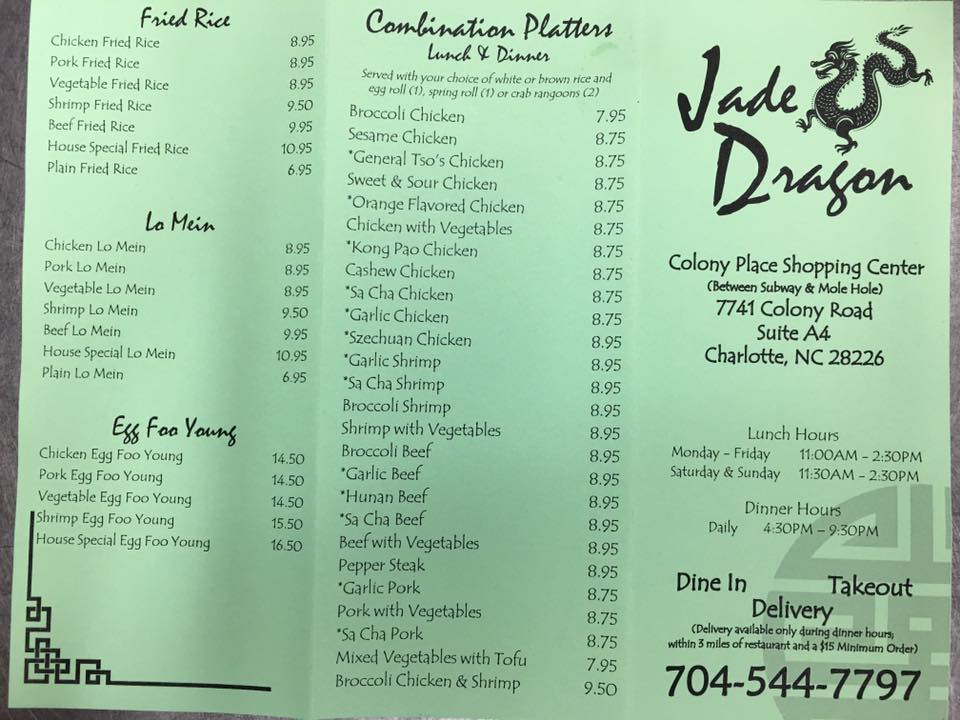 Fried Rice
Chicken Fried Rice 8.95
Pork Fried Rice 8.95
Vegetable Fried Rice 8.95
Shrimp Fried Rice 9.50
Beef Fried Rice 9.95
House Special Fried Rice 10.95
Plain Fried Rice 6.95
Lo Mein
Chicken Lo Mein 8.95
Pork Lo Mein 8.95
Vegetable Lo Mein 8.95
Shrimp Lo Mein 9.50
Beef Lo Mein 9.95
House Special Lo Mein 10.95
Plain Lo Mein 6.95
Egg Foo Young
Chicken Egg Foo Young 14.50
Pork Egg Foo Young 14.50
Vegetable Egg Foo Young 14.50
Shrimp Egg Foo Young 15.50
House Special Egg Foo Young 16.50
Combination Platters
Lunch & Dinner
Served with your choice of white or brown rice and
egg roll (1), spring roll (1) or crab rangoons (2)
Broccoli Chicken 7.95
Sesame Chicken 8.75
*General Tso's Chicken 8.75
Sweet & Sour Chicken 8.75
*Orange Flavored Chicken 8.75
Chicken with Vegetables 8.75
*Kong Pao Chicken 8.75
Cashew Chicken 8.75
*Sa Cha Chicken 8.75
*Garlic Chicken 8.75
*Szechuan Chicken 8.95
*Garlic Shrimp 8.95
*Sa Cha Shrimp 8.95
Broccoli Shrimp 8.95
Shrimp with Vegetables 8.95
Broccoli Beef 8.95
*Garlic Beef 8.95
*Hunan Beef 8.95
*Sa Cha Beef 8.95
Beef with Vegetables 8.95
Pepper Steak 8.95
*Garlic Pork 8.75
Pork with Vegetables 8.75
*Sa Cha Pork 8.75
Mixed Vegetables with Tofu 7.95
Broccoli Chicken & Shrimp 9.50
Jade
Dragon
Colony Place Shopping Center
(Between Subway & Mole Hole)
7741 Colony Road
Suite A4
Charlotte, NC 28226
Lunch Hours
Monday - Friday 11:00AM - 2:30PM
Saturday & Sunday 11:30AM - 2:30PM
Dinner Hours
Daily 4:30PM – 9:30PM
Dine In Takeout
Delivery
(Delivery available only during dinner hours;
within 3 miles of restaurant and a $15 Minimum Order)
704-544-7797